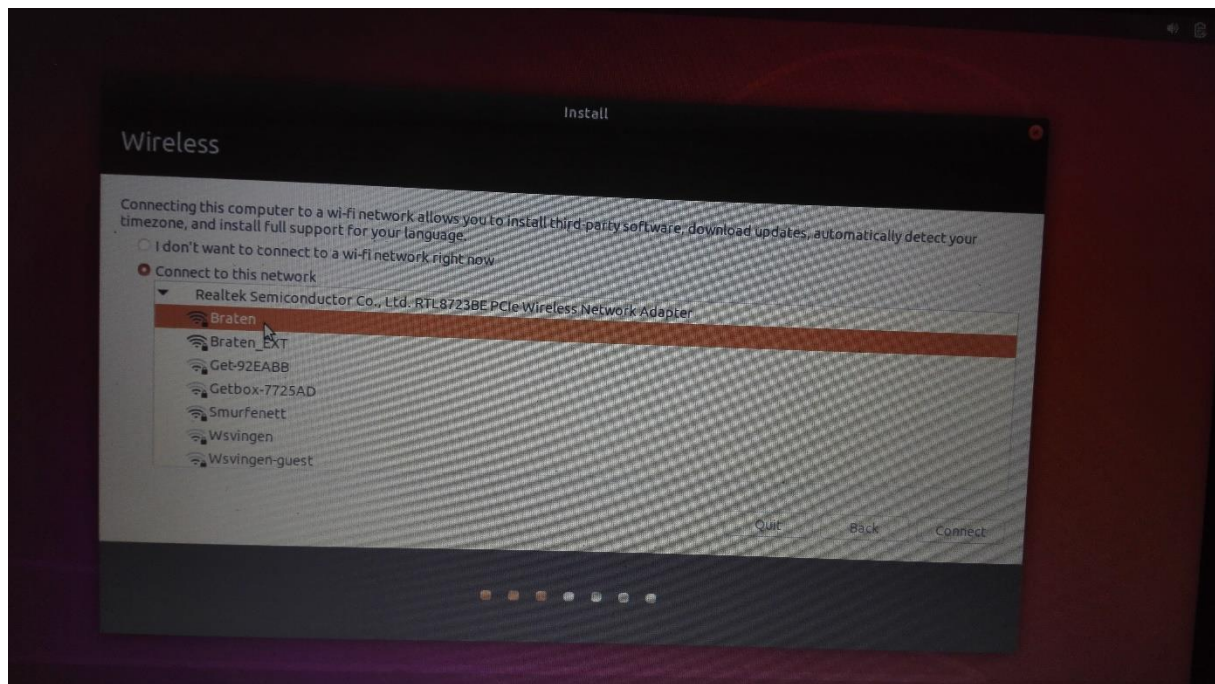 Install
Wireless
Connecting this computer to a wi-fi network allows you to install third-party software, download updates, automatically detect your
timezone, and install full support for your language.
I don't want to connect to a wi-fi network right now
Connect to this network
Realtek Semiconductor Co., Ltd. RTL8723BE PCIe Wireless Network Adapter
Braten
Braten_EXT
Get-92EABB
Getbox-7725AD
Smurfenett
Wsvingen
Wsvingen-guest
Quit Back Connect